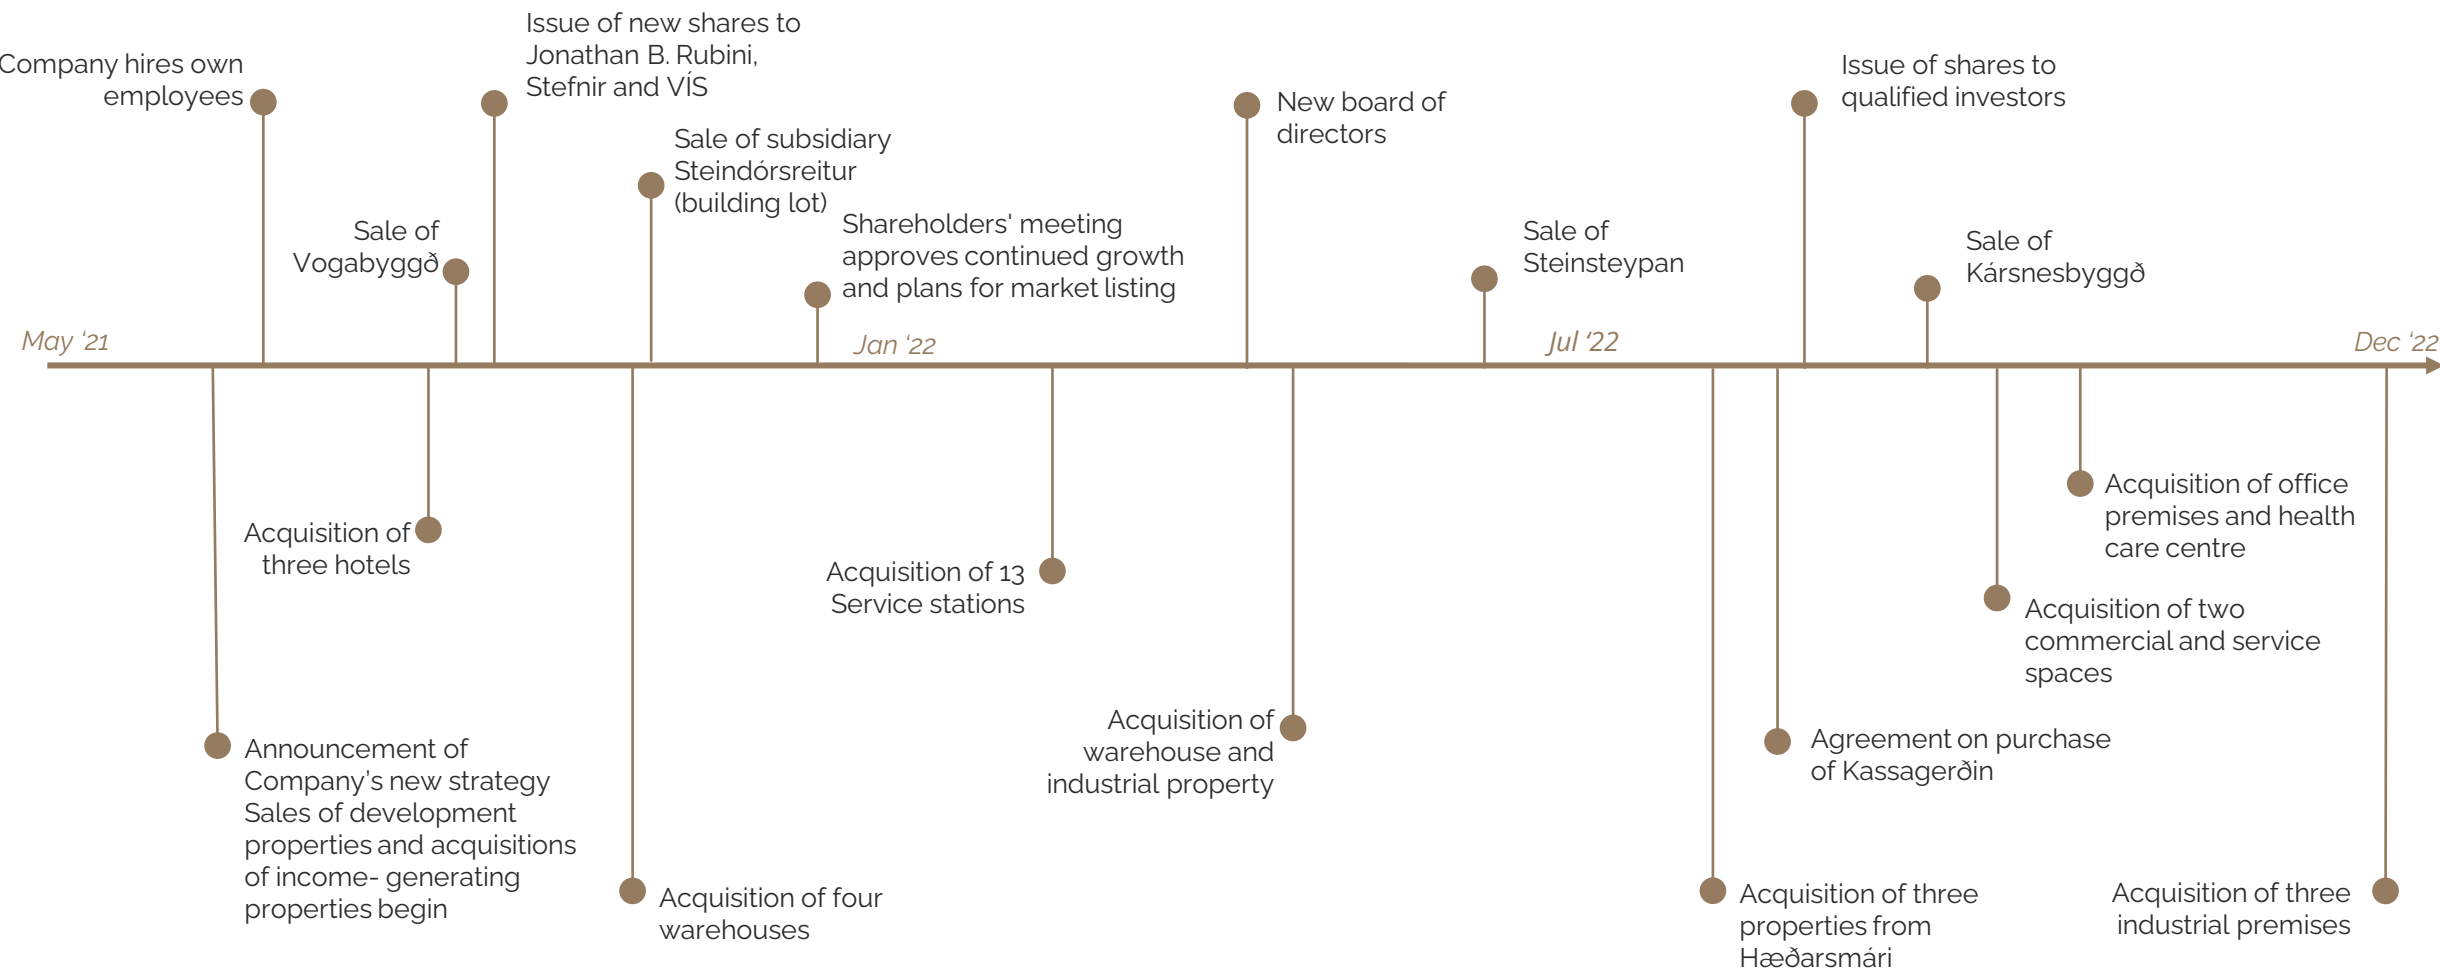 Company hires own
employees
Issue of new shares to
Jonathan B. Rubini,
Stefnir and VÍS
Sale of
Vogabyggð
Sale of subsidiary
Steindórsreitur
(building lot)
Shareholders' meeting
approves continued growth
and plans for market listing
New board of
directors
Sale of
Steinsteypan
Issue of shares to
qualified investors
Sale of
Kársnesbyggð
May ‘21
Jan ‘22
Jul ‘22
Dec ‘22
Announcement of
Company’s new strategy
Sales of development
properties and acquisitions
of income- generating
properties begin
Acquisition of
three hotels
Acquisition of four
warehouses
Acquisition of 13
Service stations
Acquisition of
warehouse and
industrial property
Acquisition of three
properties from
Hæðarsmári
Agreement on purchase
of Kassagerðin
Acquisition of two
commercial and service
spaces
Acquisition of office
premises and health
care centre
Acquisition of three
industrial premises